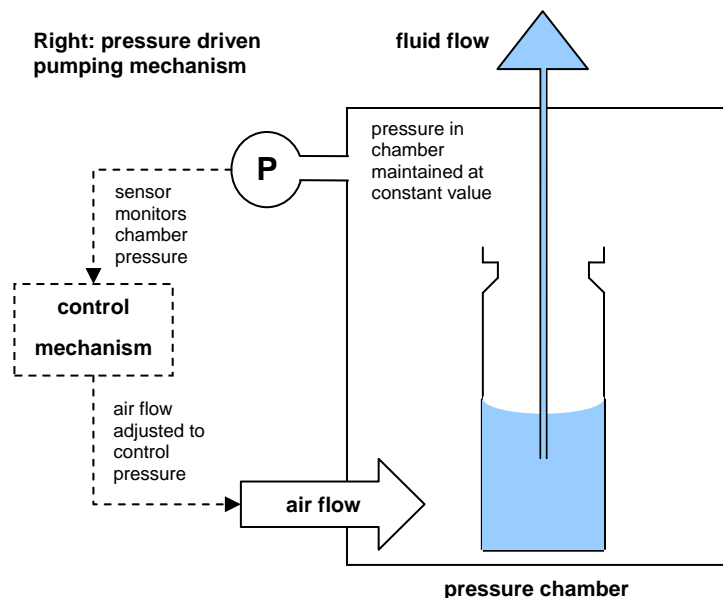 Right: pressure driven
pumping mechanism
fluid flow
P
pressure in
chamber
maintained at
constant value
sensor
monitors
chamber
pressure
control
mechanism
air flow
adjusted to
control
pressure
air flow
pressure chamber